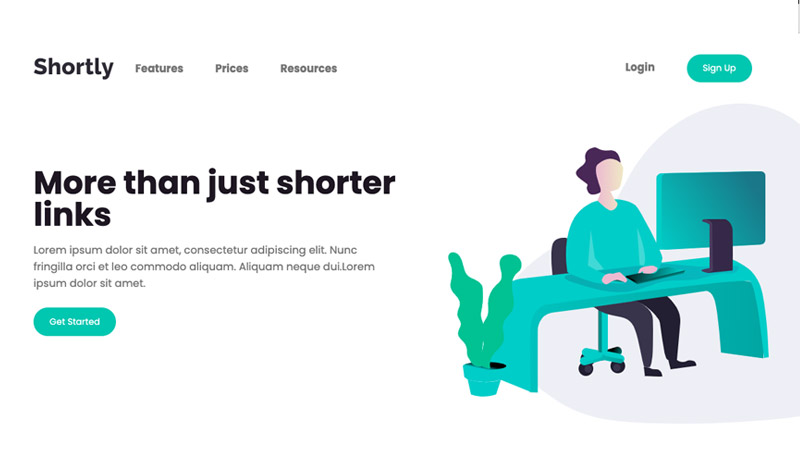 Shortly Features Prices Resources Login Sign Up
More than just shorter
links
Lorem ipsum dolor sit amet, consectetur adipiscing elit. Nunc
fringilla orci et leo commodo aliquam. Aliquam neque dui.Lorem
ipsum dolor sit amet.
Get Started